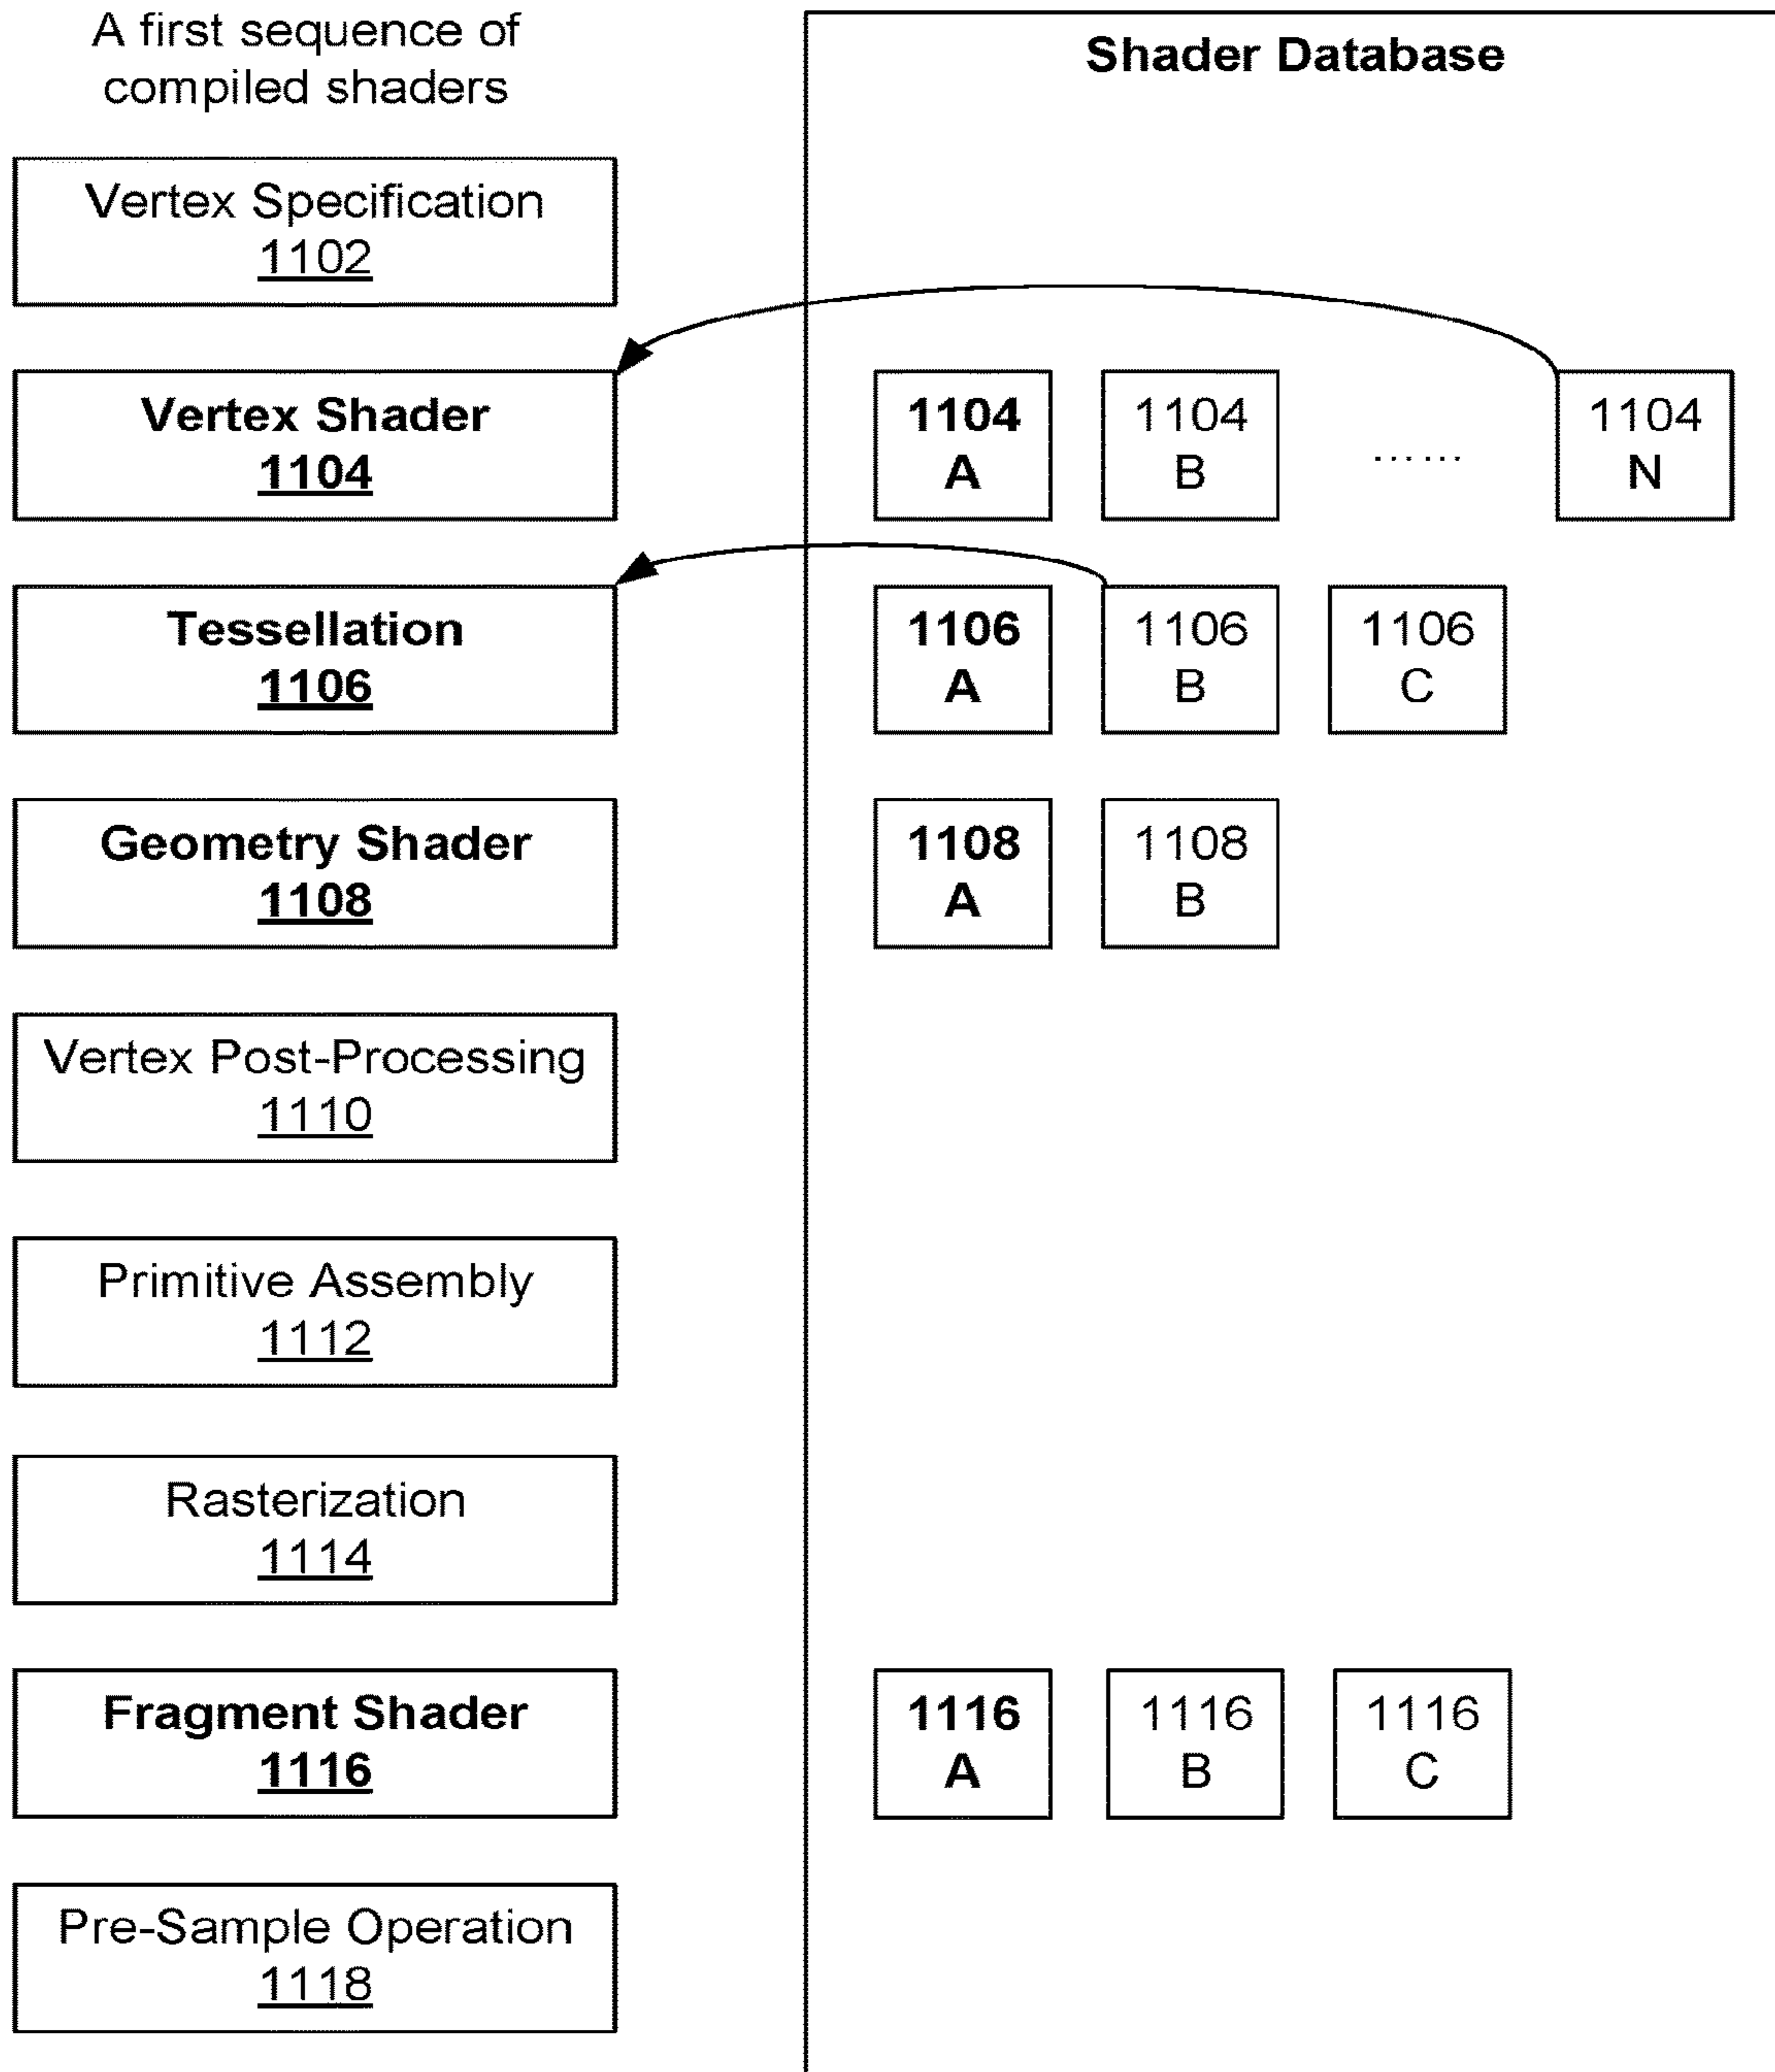 A first sequence of
compiled shaders
Shader Database
Vertex Specification
1102
Vertex Shader
1104
1104
A
1104
B
......
1104
N
Tessellation
1106
1106
A
1106
B
1106
C
Geometry Shader
1108
1108
A
1108
B
Vertex Post-Processing
1110
Primitive Assembly
1112
Rasterization
1114
Fragment Shader
1116
1116
A
1116
B
1116
C
Pre-Sample Operation
1118